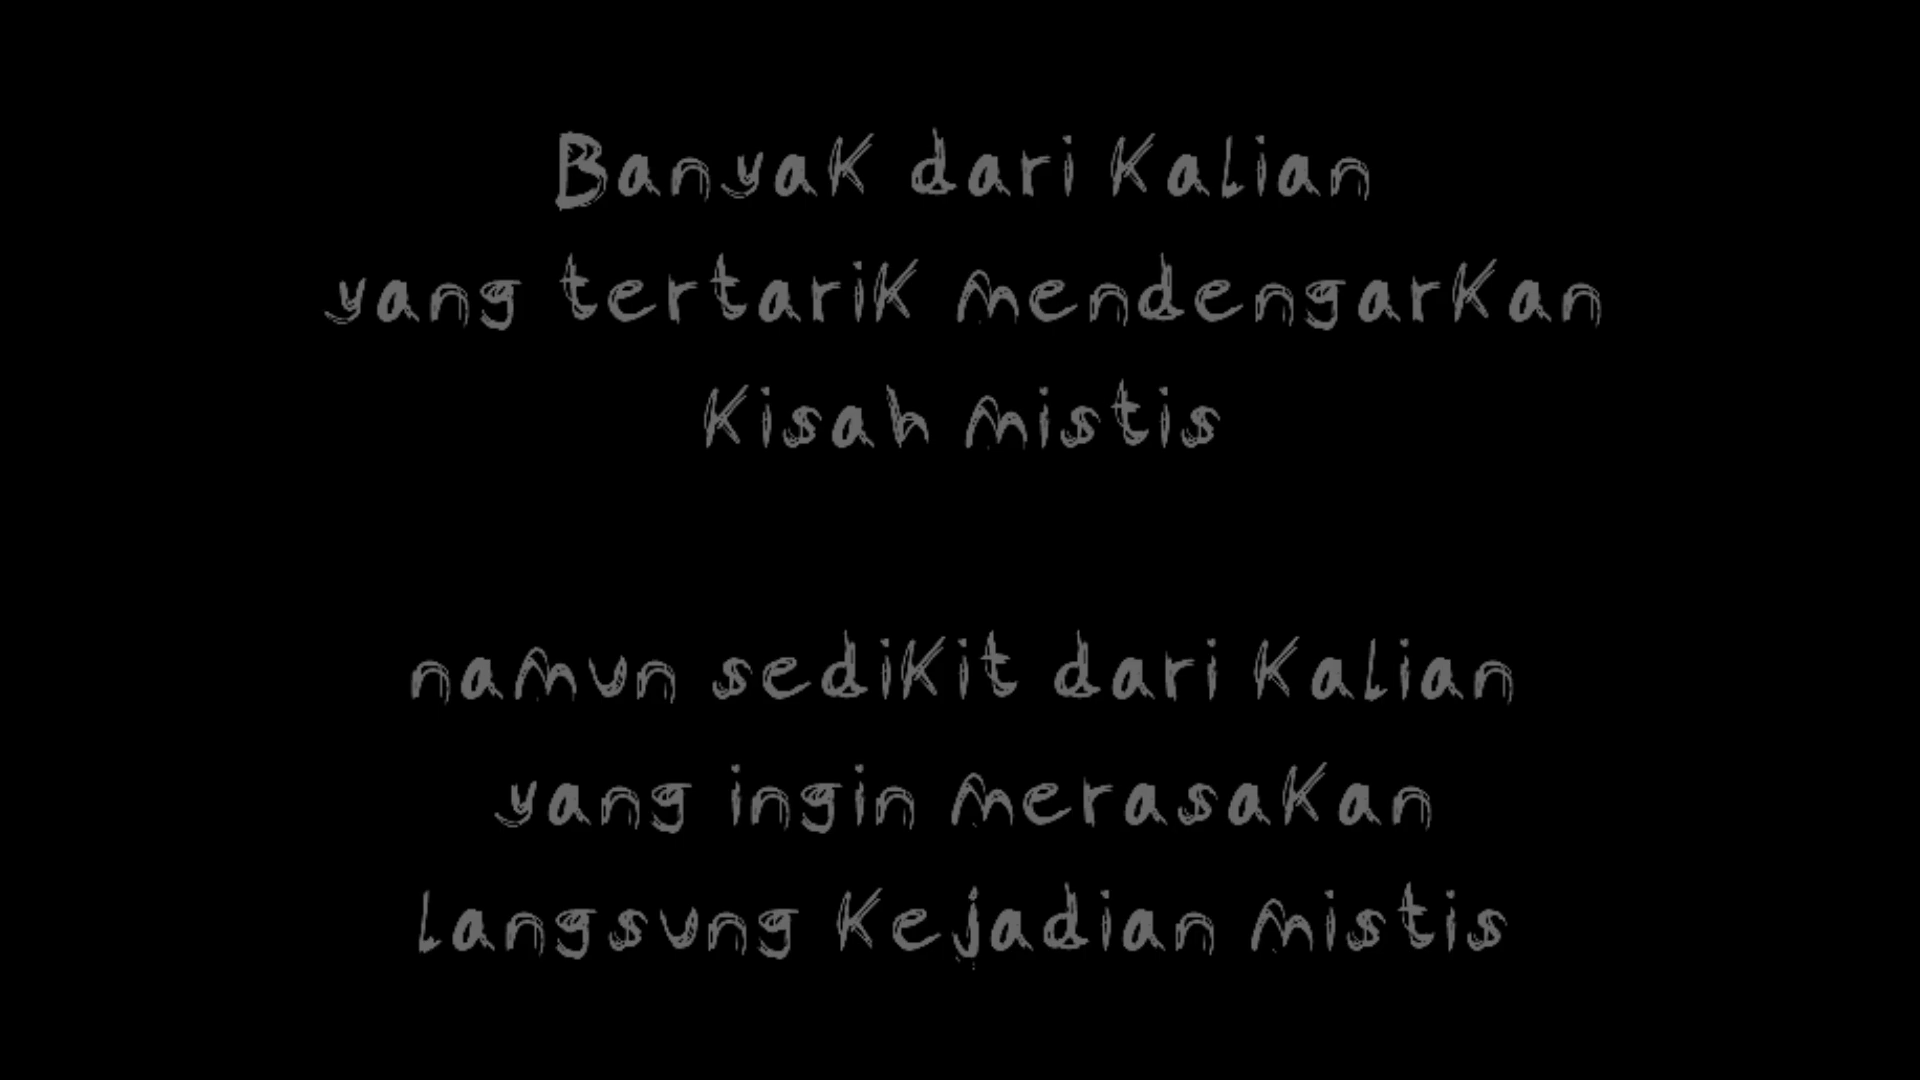 Banyak dari Kalian
yang tertarik mendengarkan
Kisah mistis
namun sedikit dari Kalian
yang ingin merasakan
langsung Kejadian mistis